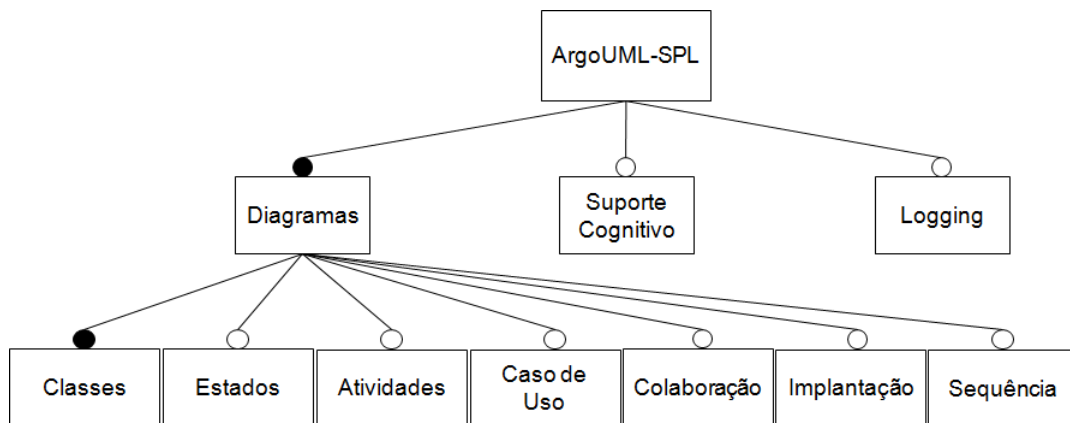 ArgoUML-SPL
Diagramas
Suporte
Cognitivo
Logging
Classes
Estados
Atividades
Caso de
Uso
Colaboração
Implantação
Sequência